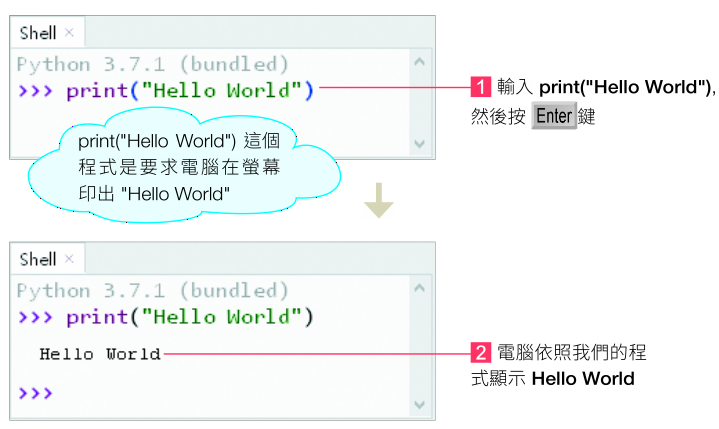 Shell ×
Python 3.7.1 (bundled)
>>> print("Hello World")
1 輸入 print("Hello World"),
然後按 Enter 鍵
print("Hello World") 這個
程式是要求電腦在螢幕
印出 "Hello World"
Shell ×
Python 3.7.1 (bundled)
>>> print("Hello World")
Hello World
>>>
2 電腦依照我們的程
式顯示 Hello World